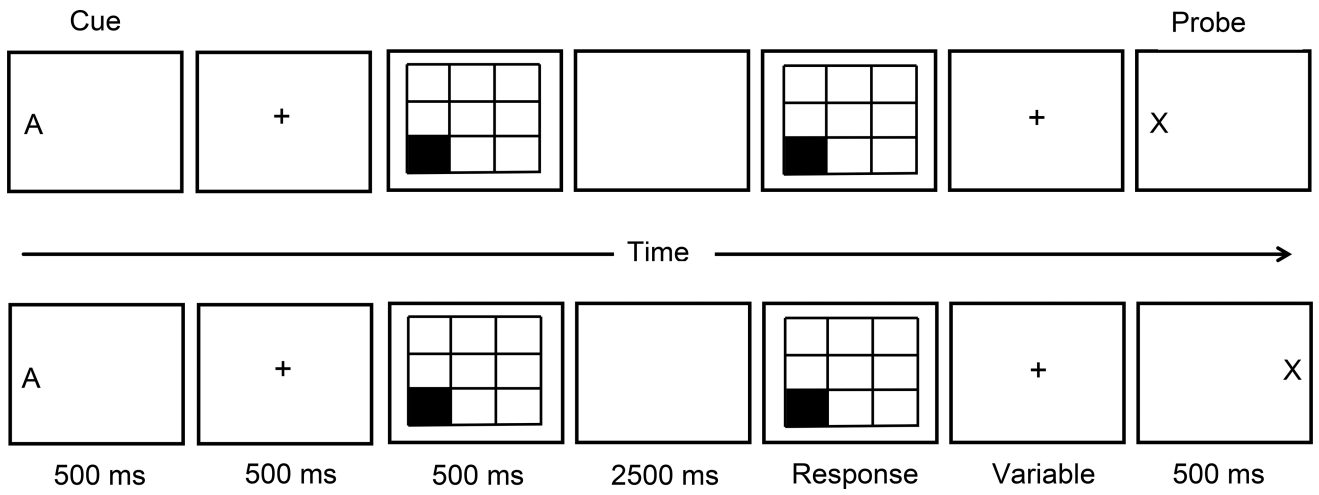 Cue Probe
A + + X
Time
A + + X
500 ms 500 ms 500 ms 2500 ms Response Variable 500 ms